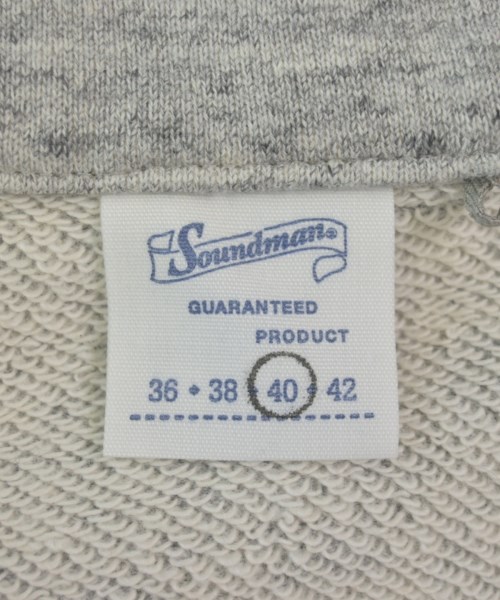 Soundman®
GUARANTEED
PRODUCT
36 • 38 • 40 • 42